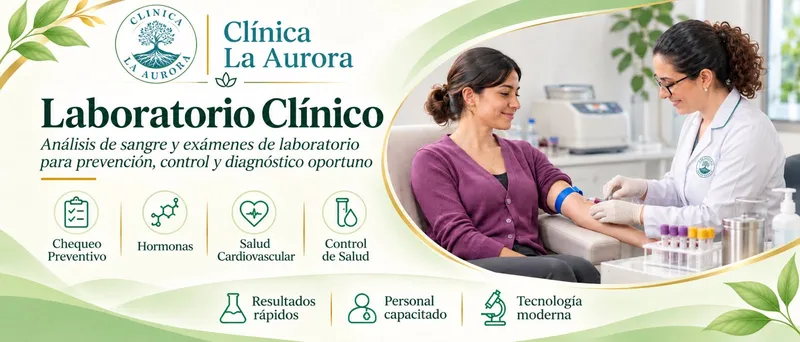 CLINICA
LA AURORA
Clínica
La Aurora
Laboratorio Clínico
Análisis de sangre y exámenes de laboratorio
para prevención, control y diagnóstico oportuno
Chequeo
Preventivo
Hormonas
Salud
Cardiovascular
Control
de Salud
Resultados
rápidos
Personal
capacitado
Tecnología
moderna